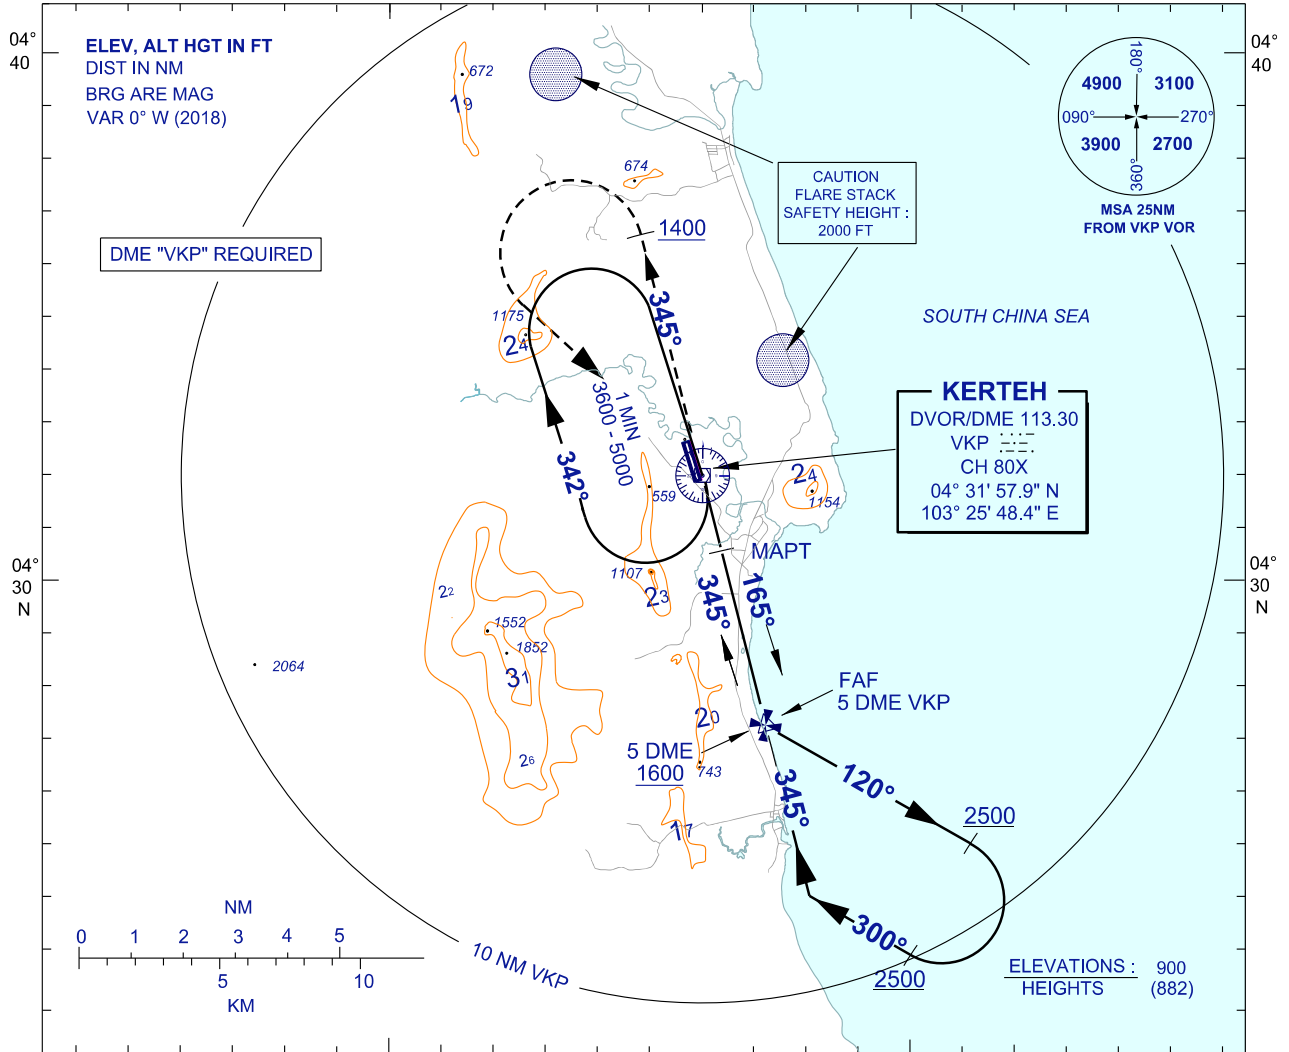 04°
40
ELEV, ALT HGT IN FT
DIST IN NM
BRG ARE MAG
VAR 0° W (2018)
672
19
674
CAUTION
FLARE STACK
SAFETY HEIGHT :
2000 FT
180°
4900 3100
090° 270°
3900 2700
360°
MSA 25NM
FROM VKP VOR
04°
40
DME "VKP" REQUIRED
1400
345°
1175
24
SOUTH CHINA SEA
1 MIN
3600 - 5000
342°
KERTEH
DVOR/DME 113.30
VKP
CH 80X
04° 31' 57.9" N
103° 25' 48.4" E
559
24
1154
MAPT
1107
23
345°
165°
04°
30
N
04°
30
N
22
1552
1852
31
2064
26
20
FAF
5 DME VKP
5 DME
1600
743
345°
120°
2500
17
300°
2500
NM
0 1 2 3 4 5
5 10
KM
10 NM VKP
ELEVATIONS : 900
HEIGHTS (882)